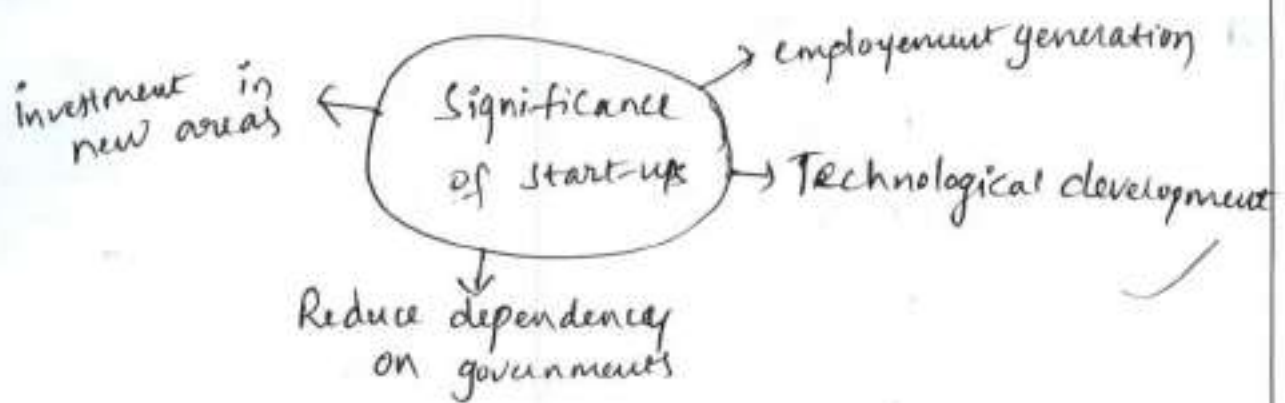 employement generation
Investment in
new areas
Significance
of start-ups
Technological development
Reduce dependency
on governments